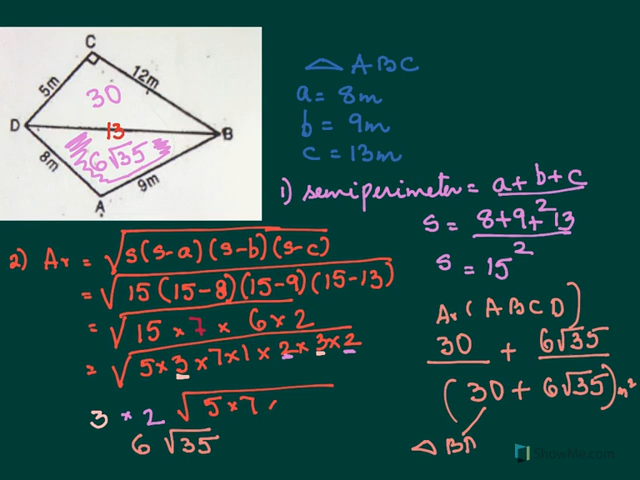 C
5m
12m
30
D
13
B
6√35
8m
9m
A
△ ABC
a = 8m
b = 9m
c = 13m
1) semiperimeter = a+b+c
2
s = 8+9+13
2
s = 15
2) Ar = √s(s-a)(s-b)(s-c)
= √15(15-8)(15-9)(15-13)
= √15 × 7 × 6 × 2
= √5×3×7×1×2×3×2
3 × 2 √5×7
6 √35
Ar(ABCD)
30 + 6√35
(30 + 6√35)m²
ShowMe.com